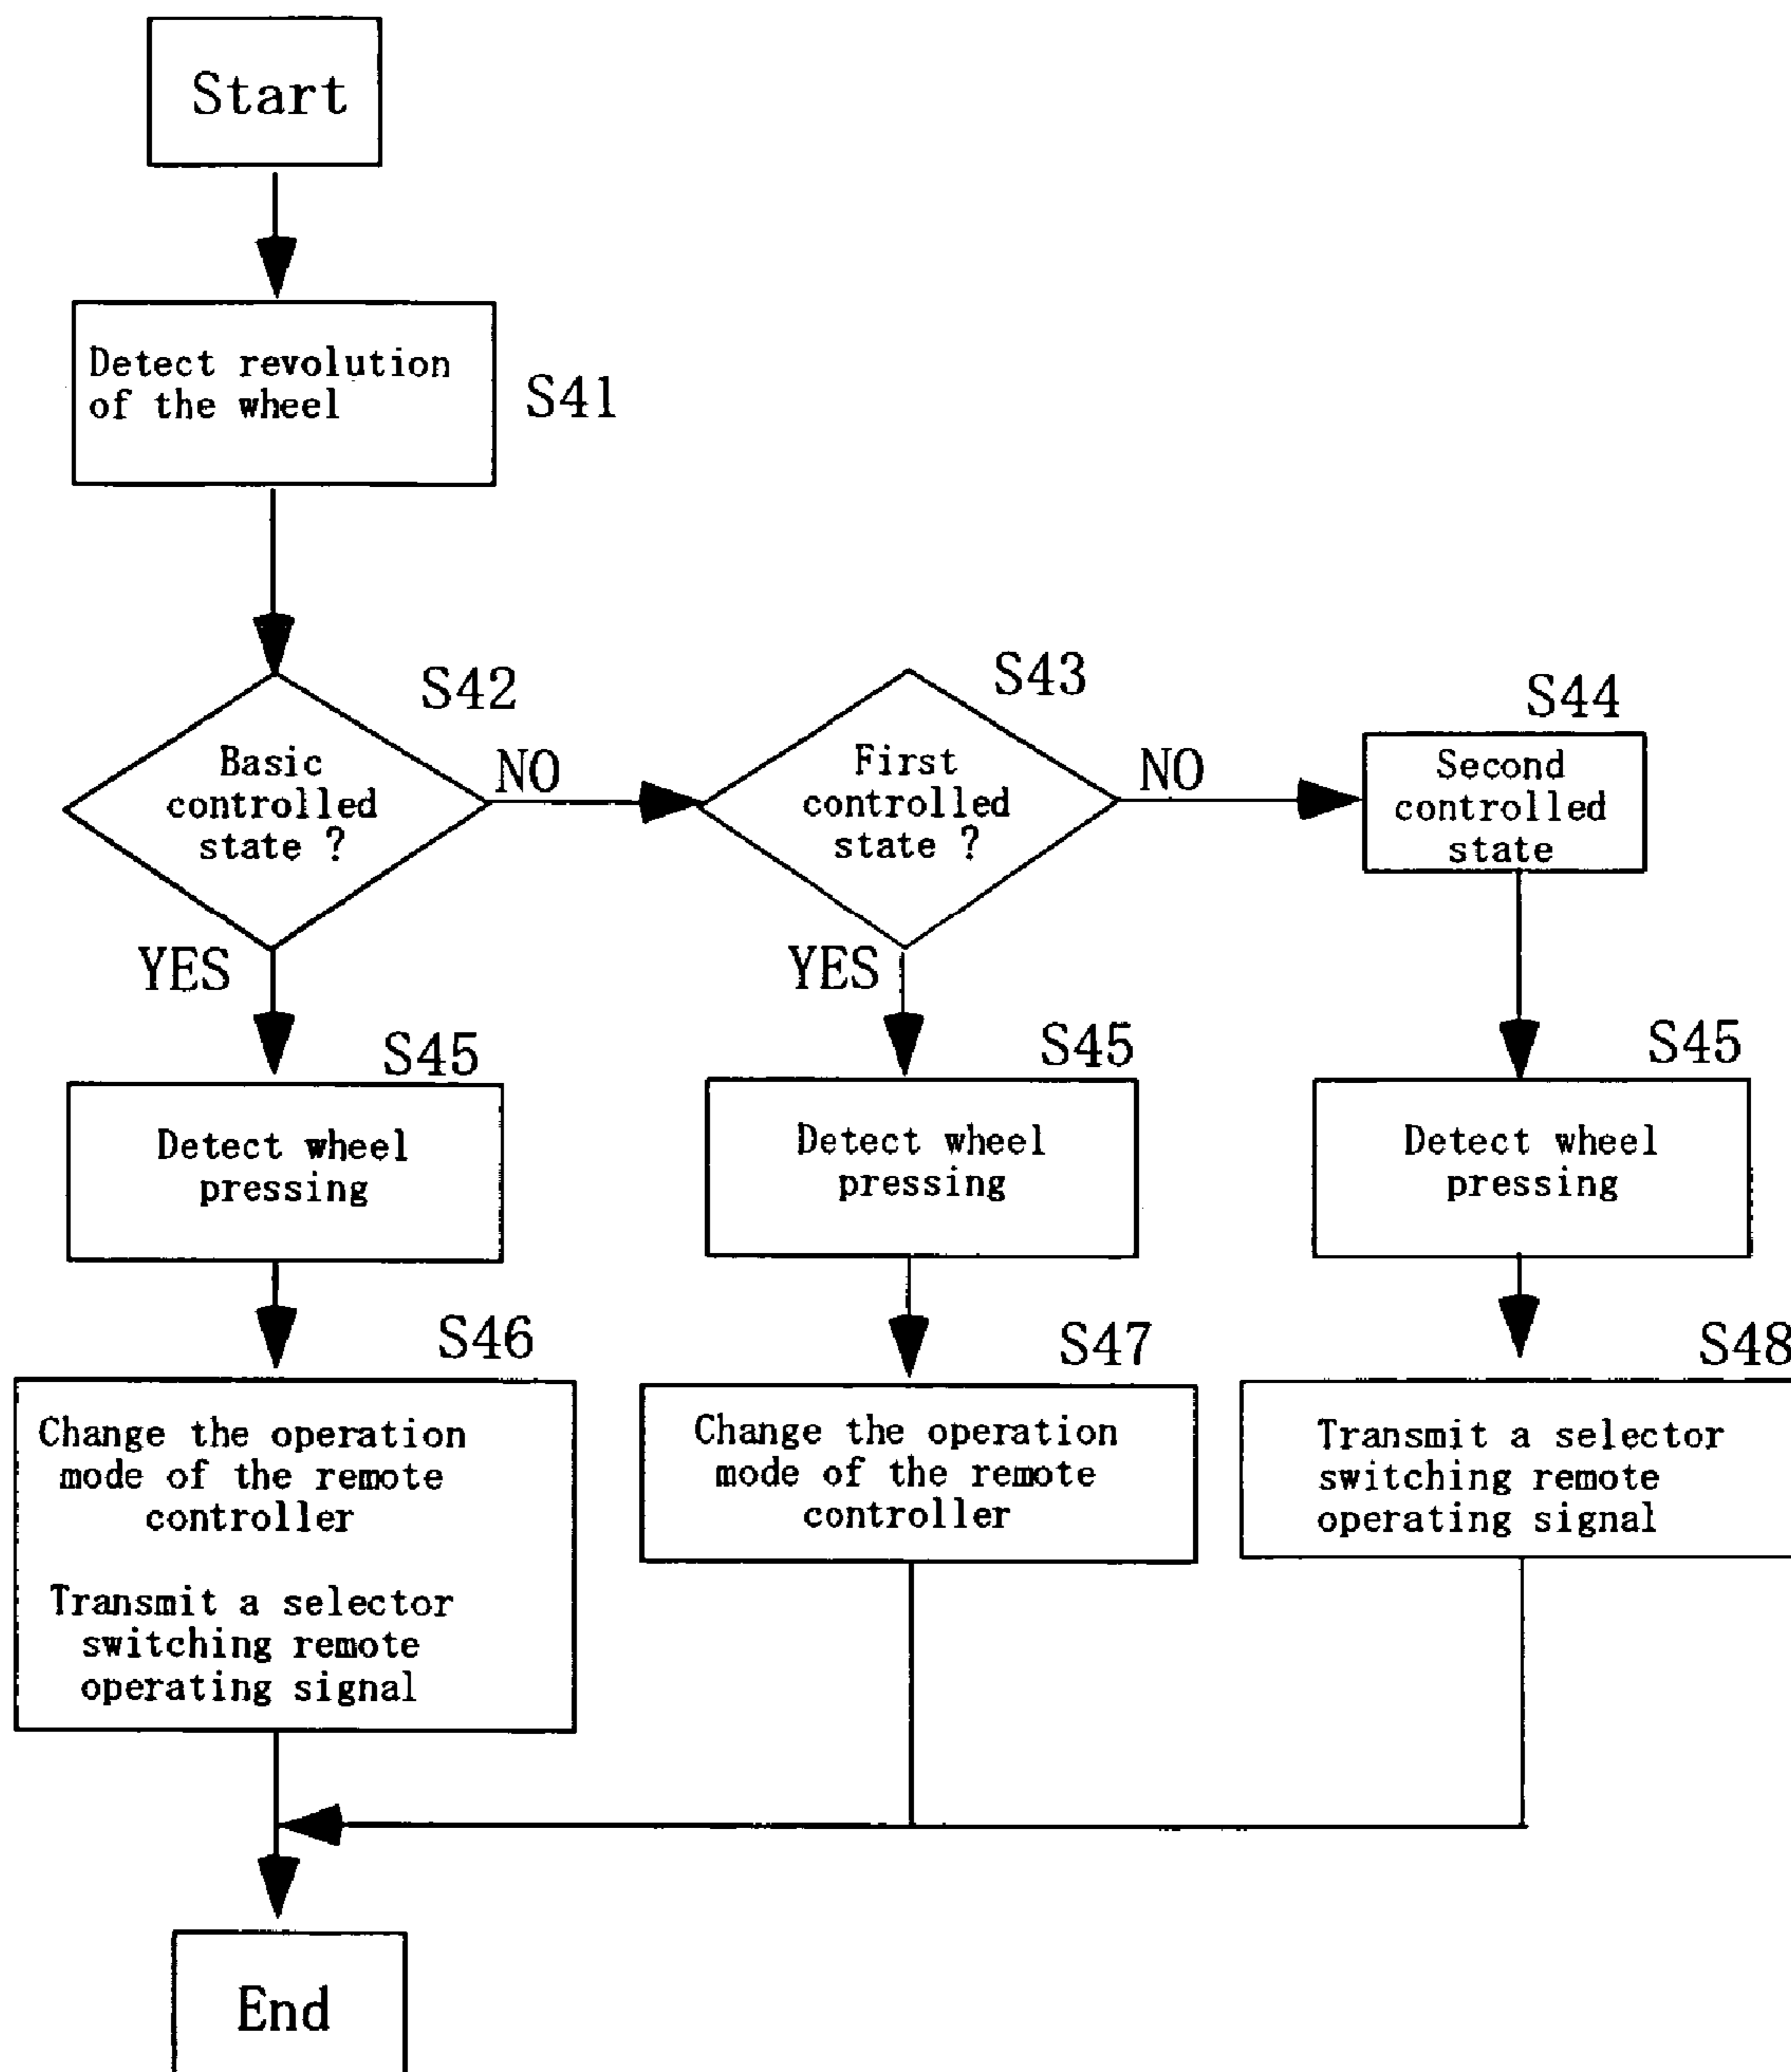 Start
Detect revolution
of the wheel
S41
S42
Basic
controlled
state ?
NO
S43
First
controlled
state ?
NO
S44
Second
controlled
state
YES
YES
S45
Detect wheel
pressing
S45
Detect wheel
pressing
S45
Detect wheel
pressing
S46
Change the operation
mode of the remote
controller
Transmit a selector
switching remote
operating signal
S47
Change the operation
mode of the remote
controller
S48
Transmit a selector
switching remote
operating signal
End